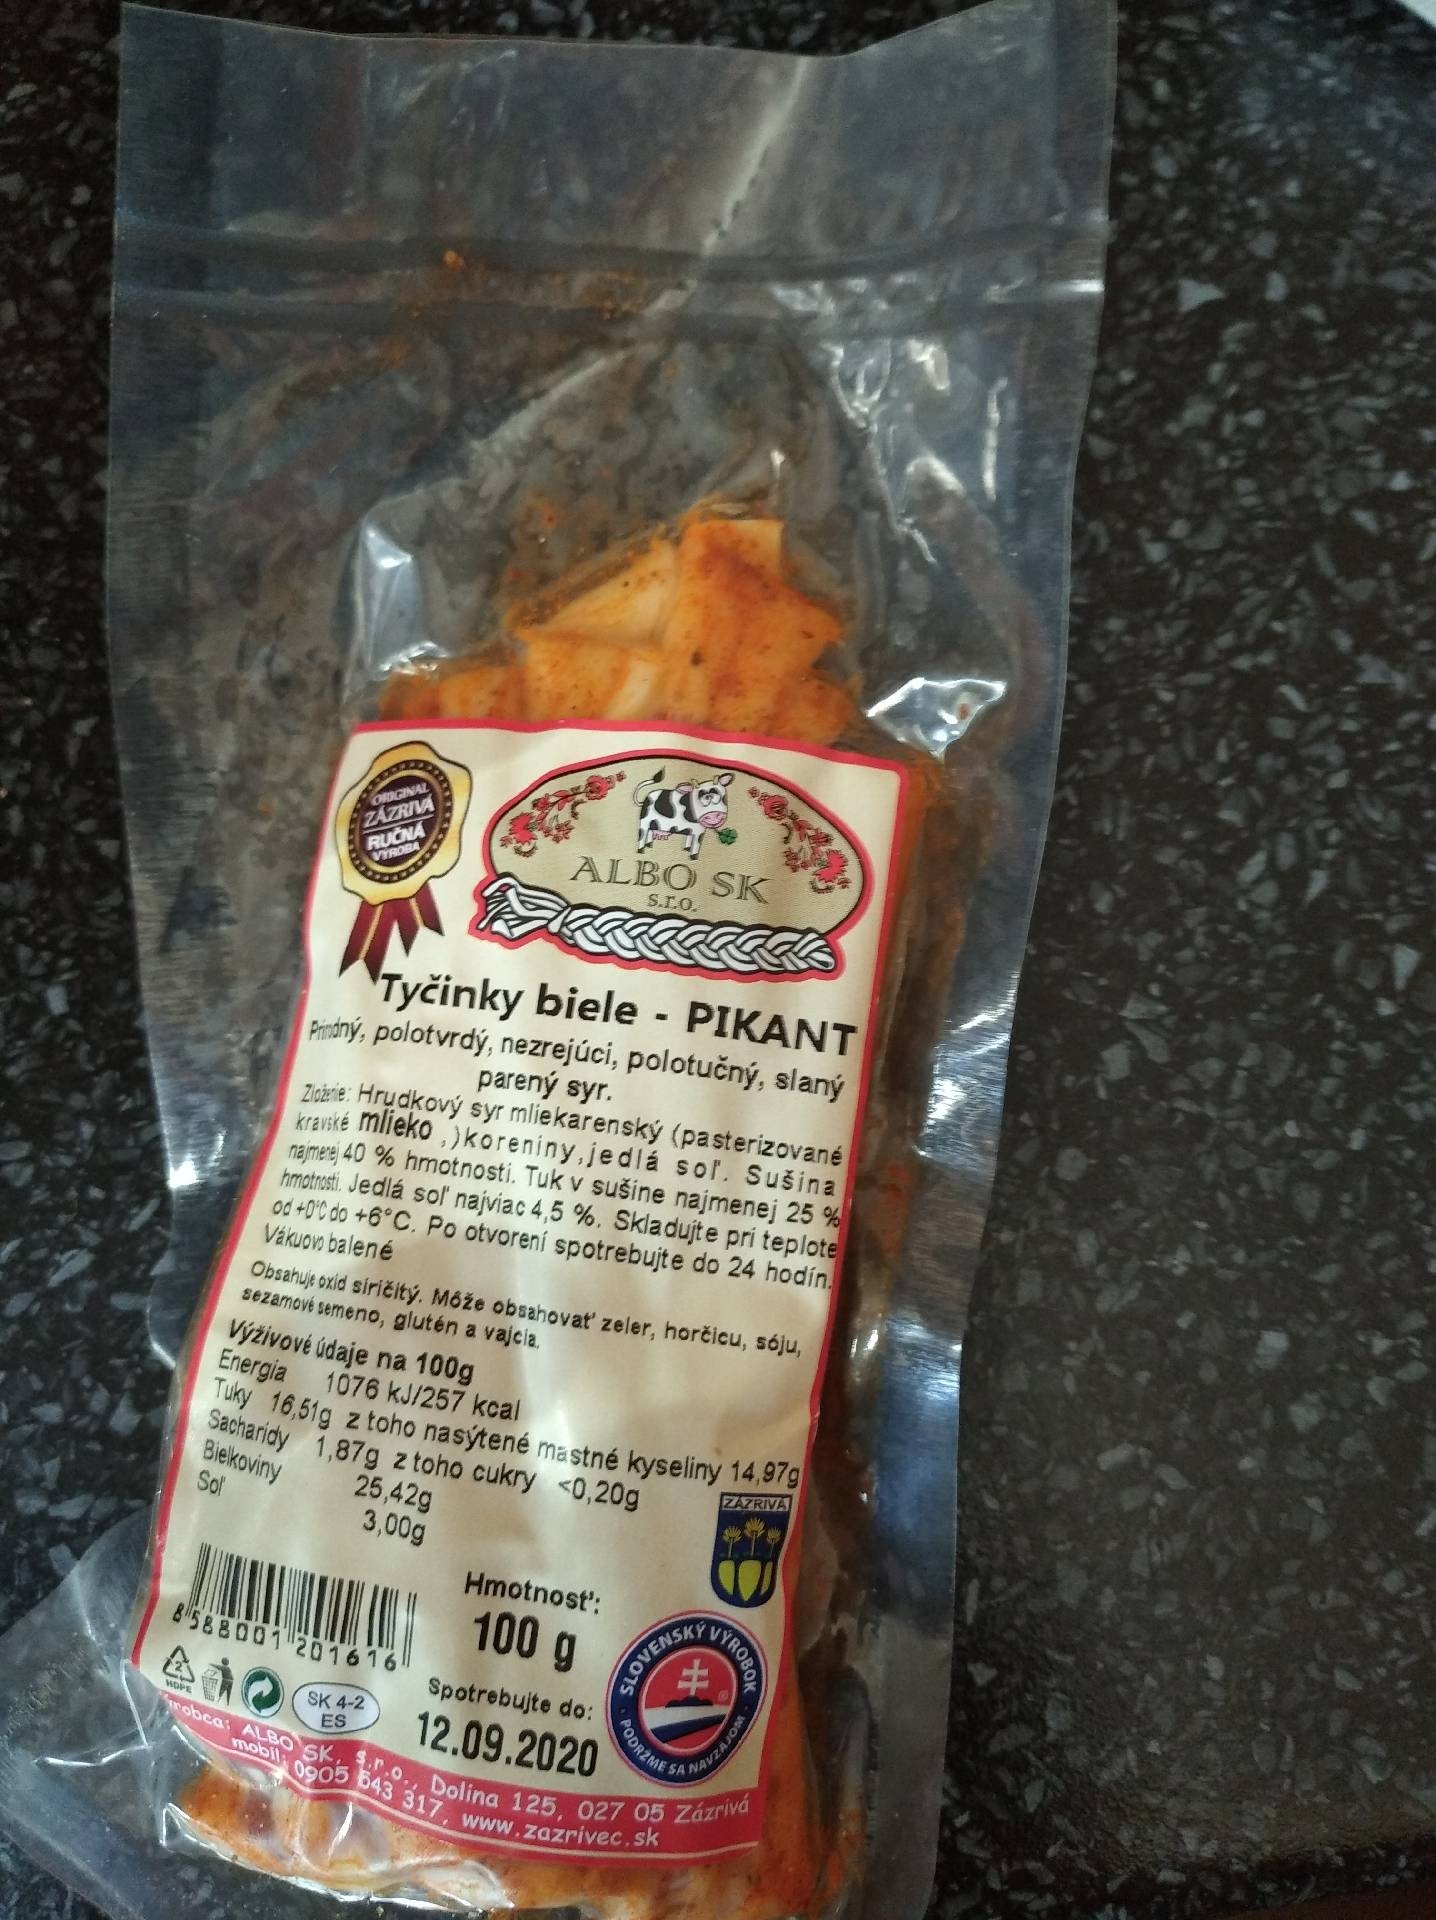 ORIGINAL
ZÁZRIVÁ
RUČNÁ
VÝROBA
ALBO SK
s.r.o.
Tyčinky biele - PIKANT
Prírodný, polotvrdý, nezrejúci, polotučný, slaný
parený syr.
Zloženie: Hrudkový syr mliekarenský (pasterizované
kravské mlieko ,)koreniny,jedlá soľ. Sušina
najmenej 40 % hmotnosti. Tuk v sušine najmenej 25 %
hmotnosti. Jedlá soľ najviac 4,5 %. Skladujte pri teplote
od +0°C do +6°C. Po otvorení spotrebujte do 24 hodín.
Vákuovo balené
Obsahuje oxid siričitý. Môže obsahovať zeler, horčicu, sóju,
sezamové semeno, glutén a vajcia.
Výživové údaje na 100g
Energia 1076 kJ/257 kcal
Tuky 16,51g z toho nasýtené mastné kyseliny 14,97g
Sacharidy 1,87g z toho cukry <0,20g
Bielkoviny 25,42g
Soľ 3,00g
ZÁZRIVÁ
8588001201616
Hmotnosť:
100 g
2
HDPE
SK 4-2
ES
Spotrebujte do:
12.09.2020
SLOVENSKÝ VÝROBOK
PODRŽME SA NAVZÁJOM
®
Výrobca: ALBO SK, s.r.o., Dolina 125, 027 05 Zázrivá
mobil: 0905 543 317, www.zazrivec.sk